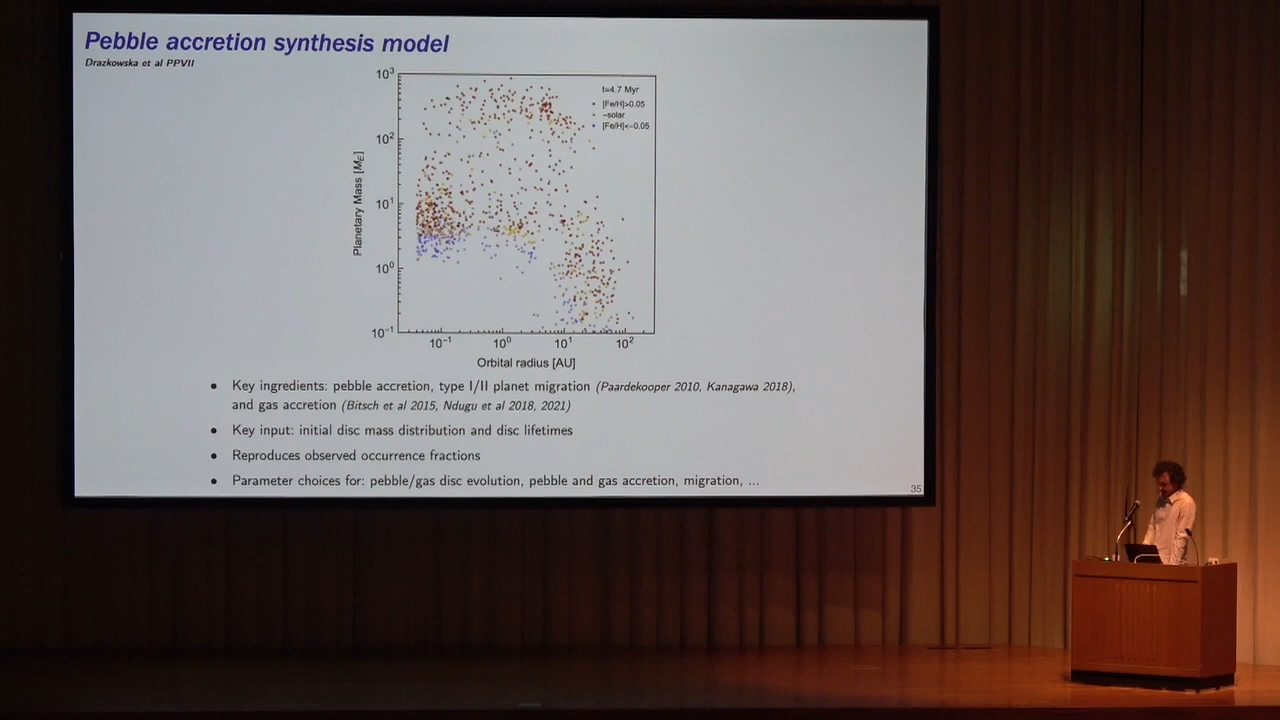 Pebble accretion synthesis model
Drazkowska et al PPVII
10³
10²
10¹
10⁰
10⁻¹
Planetary Mass [M_E]
t=4.7 Myr
[Fe/H]>0.05
~solar
[Fe/H]<-0.05
10⁻¹
10⁰
10¹
10²
Orbital radius [AU]
• Key ingredients: pebble accretion, type I/II planet migration (Paardekooper 2010, Kanagawa 2018),
and gas accretion (Bitsch et al 2015, Ndugu et al 2018, 2021)
• Key input: initial disc mass distribution and disc lifetimes
• Reproduces observed occurrence fractions
• Parameter choices for: pebble/gas disc evolution, pebble and gas accretion, migration, ...
35